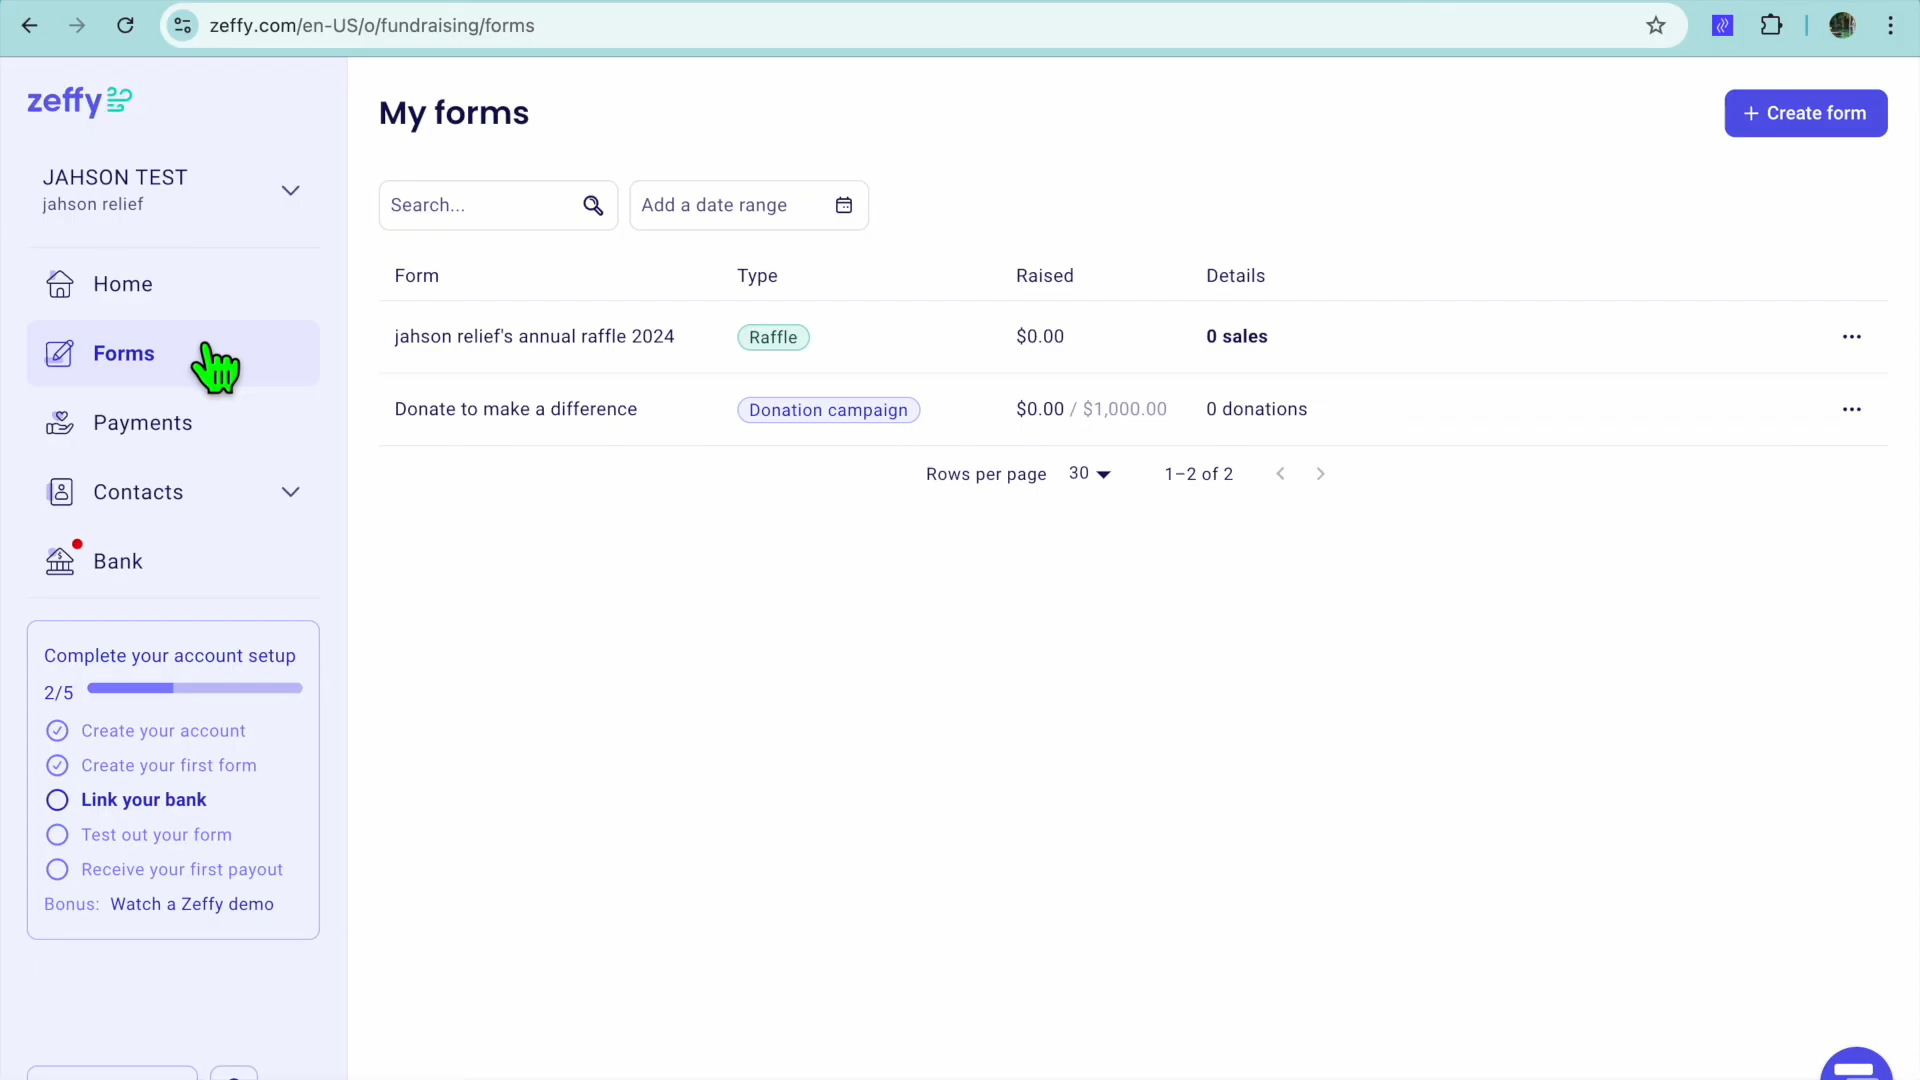 zeffy.com/en-US/o/fundraising/forms
zeffy
JAHSON TEST
jahson relief
Home
Forms
Payments
Contacts
Bank
Complete your account setup
2/5
Create your account
Create your first form
Link your bank
Test out your form
Receive your first payout
Bonus: Watch a Zeffy demo
My forms
+ Create form
Search...
Add a date range
Form Type Raised Details
jahson relief's annual raffle 2024 Raffle $0.00 0 sales
Donate to make a difference Donation campaign $0.00 / $1,000.00 0 donations
Rows per page 30 1–2 of 2